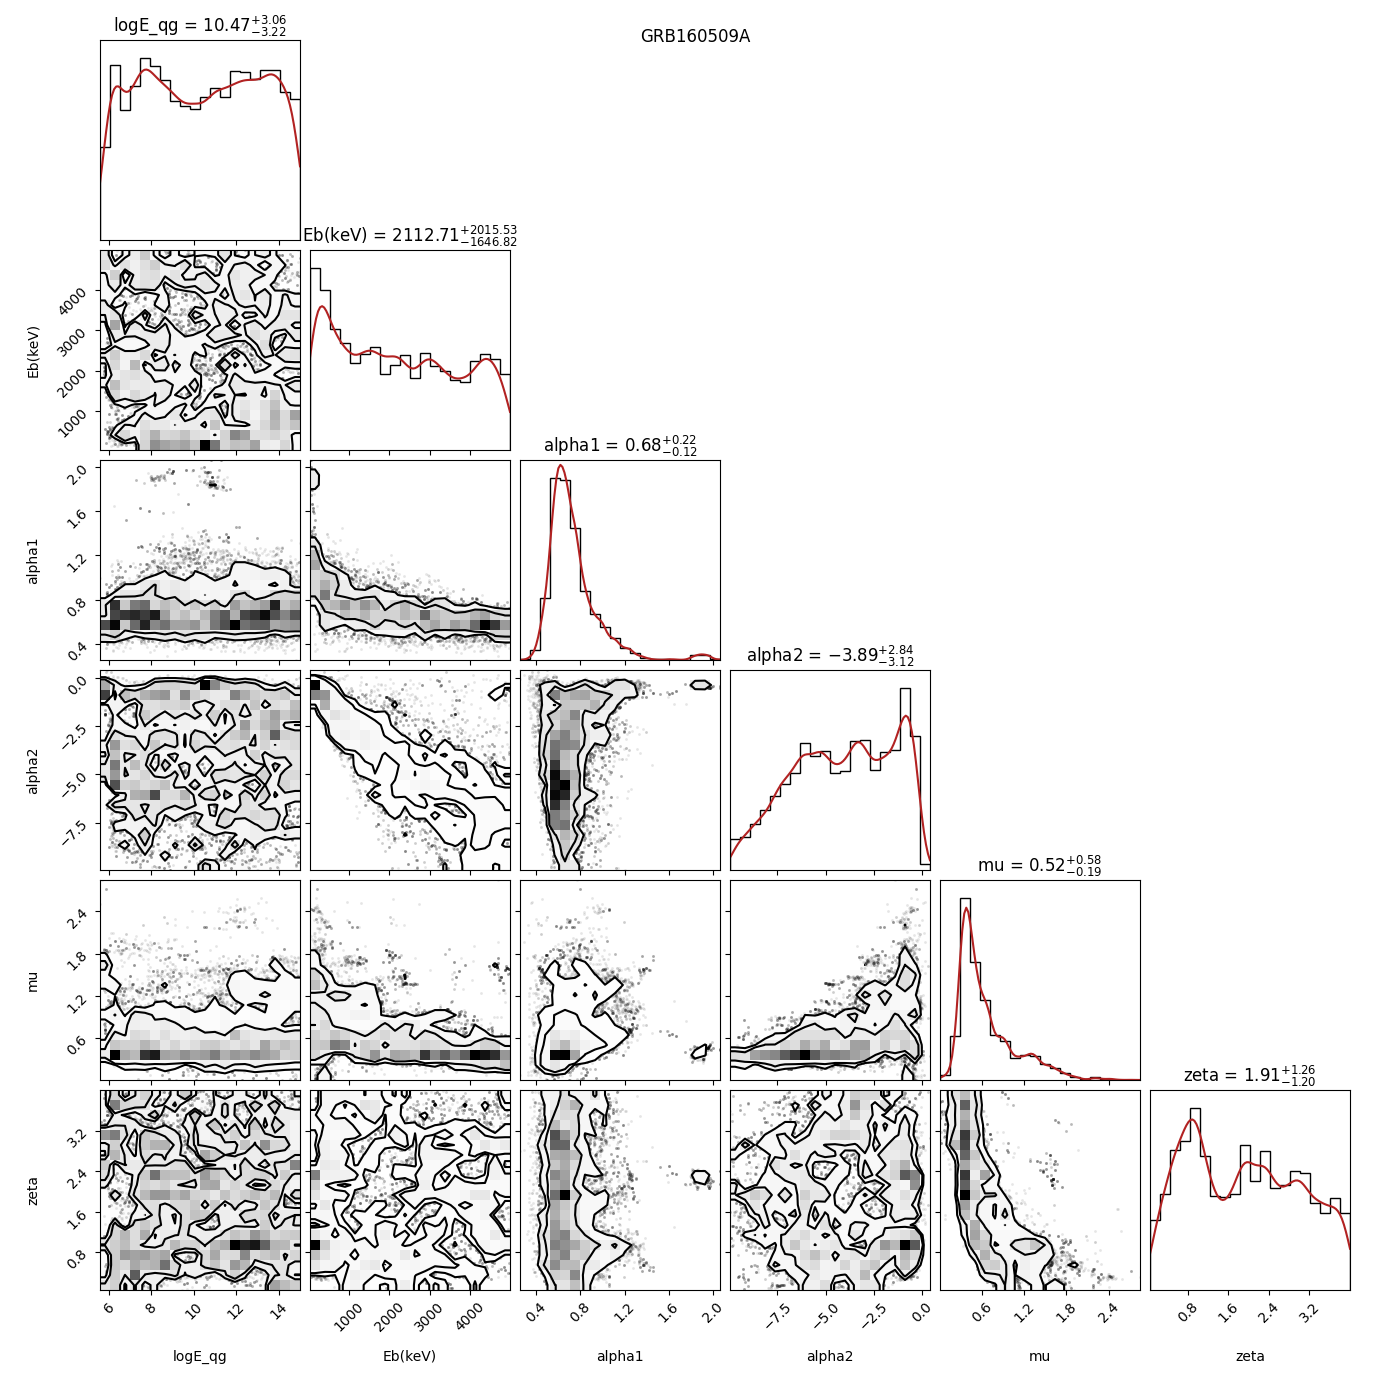 GRB160509A
logE_qg = 10.47+3.06 −3.22
Eb(keV) = 2112.71+2015.53 −1646.82
Eb(keV)
4000
3000
2000
1000
alpha1 = 0.68+0.22 −0.12
alpha1
2.0
1.6
1.2
0.8
0.4
alpha2 = −3.89+2.84 −3.12
alpha2
0.0
−2.5
−5.0
−7.5
mu = 0.52+0.58 −0.19
mu
2.4
1.8
1.2
0.6
zeta = 1.91+1.26 −1.20
zeta
3.2
2.4
1.6
0.8
6 8 10 12 14
1000 2000 3000 4000
0.4 0.8 1.2 1.6 2.0
−7.5 −5.0 −2.5 0.0
0.6 1.2 1.8 2.4
0.8 1.6 2.4 3.2
logE_qg Eb(keV) alpha1 alpha2 mu zeta